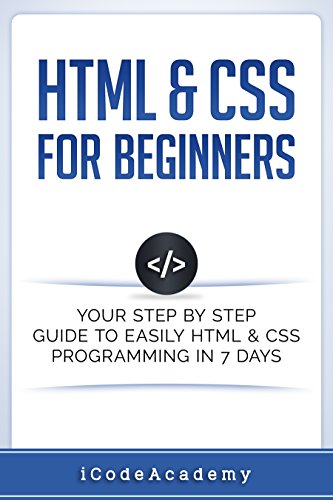 HTML & CSS
FOR BEGINNERS
</>
YOUR STEP BY STEP
GUIDE TO EASILY HTML & CSS
PROGRAMMING IN 7 DAYS
iCodeAcademy